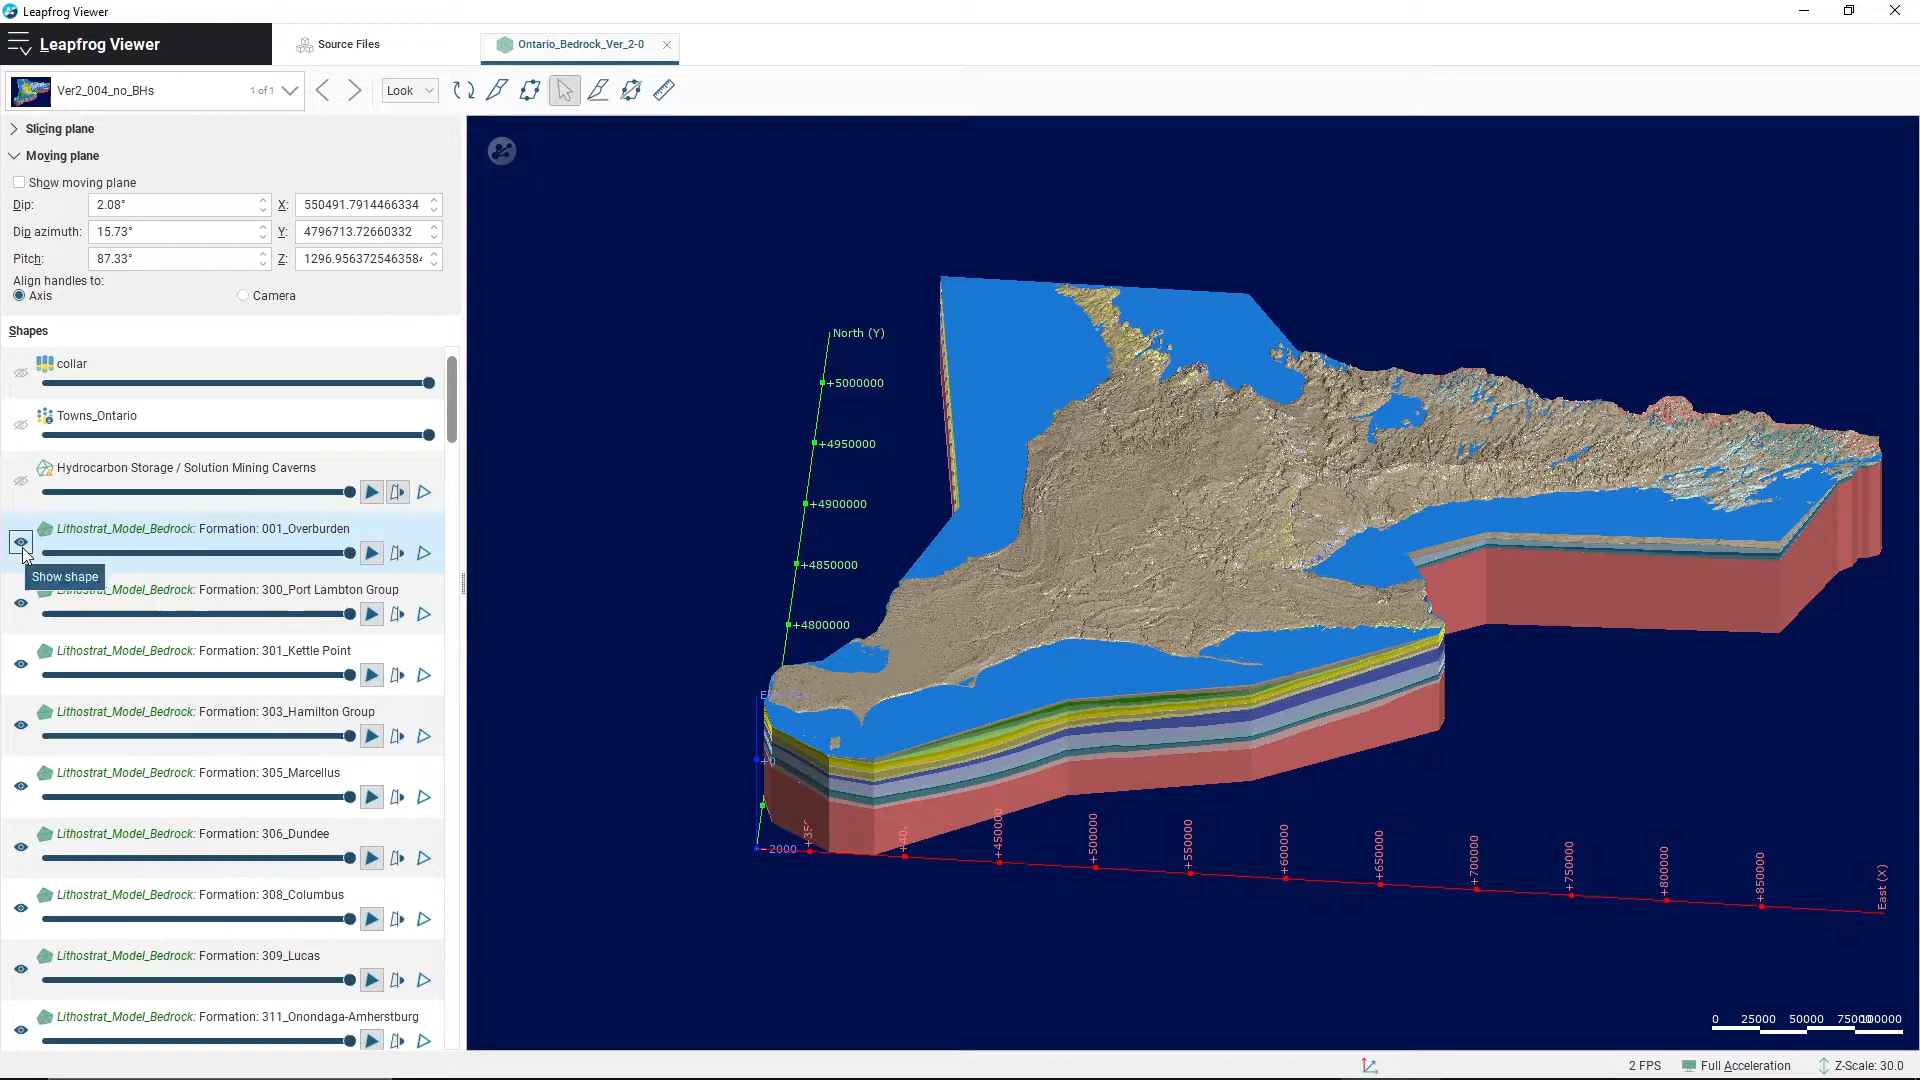 Leapfrog Viewer
Leapfrog Viewer
Source Files
Ontario_Bedrock_Ver_2-0
Ver2_004_no_BHs
1 of 1
Look
Slicing plane
Moving plane
Show moving plane
Dip: 2.08° X: 550491.7914466334
Dip azimuth: 15.73° Y: 4796713.72660332
Pitch: 87.33° Z: 1296.956372546358
Align handles to:
Axis Camera
Shapes
collar
Towns_Ontario
Hydrocarbon Storage / Solution Mining Caverns
Lithostrat_Model_Bedrock: Formation: 001_Overburden
Show shape
Lithostrat_Model_Bedrock: Formation: 300_Port Lambton Group
Lithostrat_Model_Bedrock: Formation: 301_Kettle Point
Lithostrat_Model_Bedrock: Formation: 303_Hamilton Group
Lithostrat_Model_Bedrock: Formation: 305_Marcellus
Lithostrat_Model_Bedrock: Formation: 306_Dundee
Lithostrat_Model_Bedrock: Formation: 308_Columbus
Lithostrat_Model_Bedrock: Formation: 309_Lucas
Lithostrat_Model_Bedrock: Formation: 311_Onondaga-Amherstburg
North (Y)
+5000000
+4950000
+4900000
+4850000
+4800000
+0
-2000
+450000
+500000
+550000
+600000
+650000
+700000
+750000
+800000
+850000
East (X)
0 25000 50000 75000 100000
2 FPS
Full Acceleration
Z-Scale: 30.0